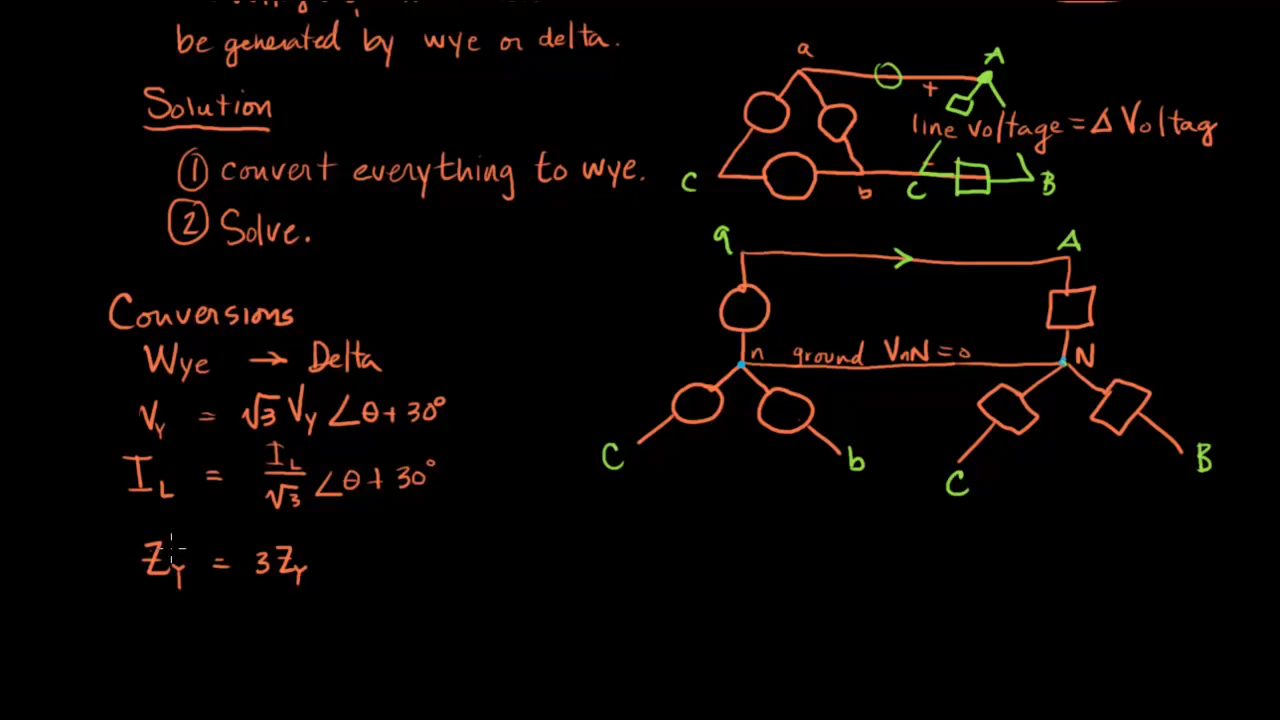 be generated by wye or delta.
Solution
① convert everything to wye.
② Solve.
Conversions
Wye → Delta
V_Y = √3 V_Y ∠θ+30°
I_L = I_L/√3 ∠θ+30°
Z_Y = 3Z_Y
a A
+
line voltage = Δ Voltag
C b C B
a A
n ground VnN = 0 N
C b C B